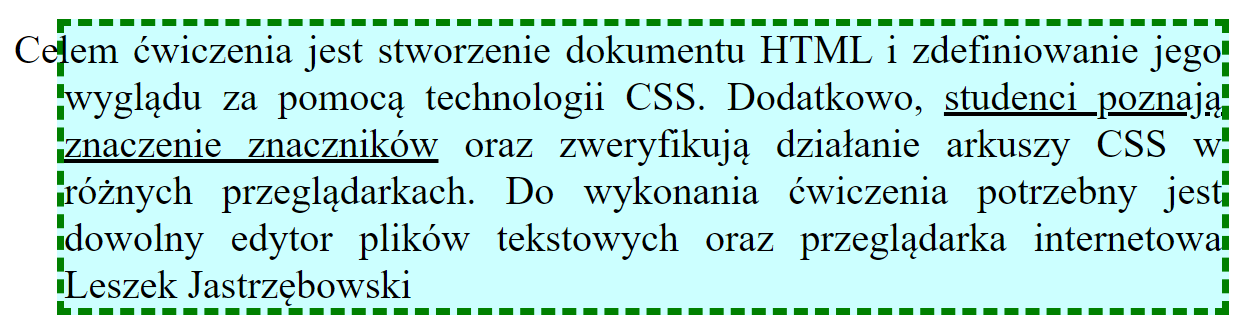 Celem ćwiczenia jest stworzenie dokumentu HTML i zdefiniowanie jego
wyglądu za pomocą technologii CSS. Dodatkowo, studenci poznają
znaczenie znaczników oraz zweryfikują działanie arkuszy CSS w
różnych przeglądarkach. Do wykonania ćwiczenia potrzebny jest
dowolny edytor plików tekstowych oraz przeglądarka internetowa
Leszek Jastrzębowski